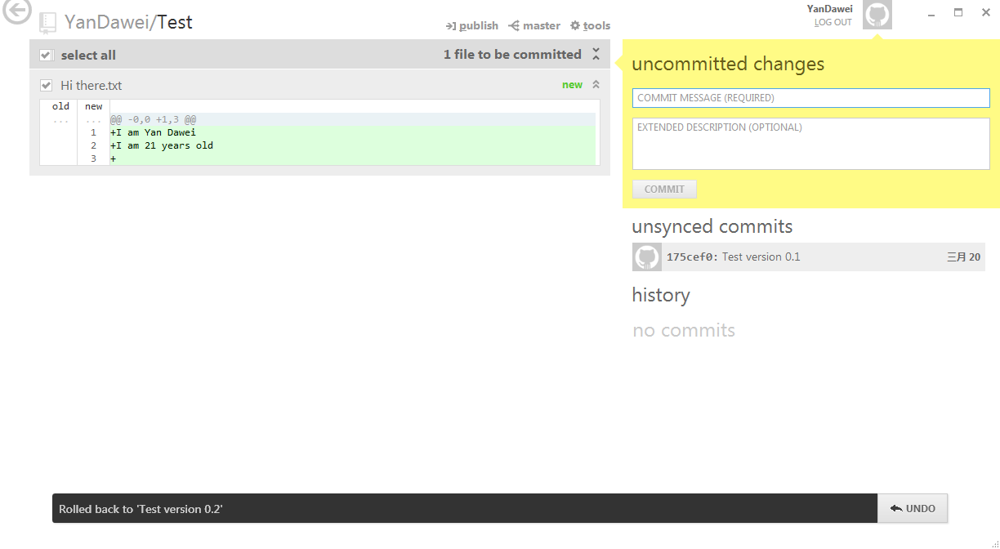 YanDawei/Test
publish master tools
YanDawei
LOG OUT
select all 1 file to be committed
Hi there.txt new
old new
... ... @@ -0,0 +1,3 @@
1 +I am Yan Dawei
2 +I am 21 years old
3 +
uncommitted changes
COMMIT MESSAGE (REQUIRED)
EXTENDED DESCRIPTION (OPTIONAL)
COMMIT
unsynced commits
175cef0: Test version 0.1 三月 20
history
no commits
Rolled back to 'Test version 0.2' UNDO